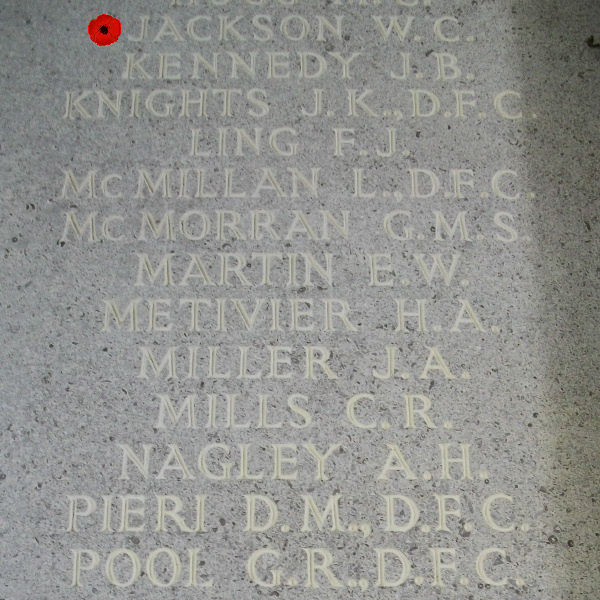 JACKSON W.C.
KENNEDY J.B.
KNIGHTS J.K., D.F.C.
LING F.J.
McMILLAN L., D.F.C.
McMORRAN G.M.S.
MARTIN E.W.
METIVIER H.A.
MILLER J.A.
MILLS C.R.
NAGLEY A.H.
PIERI D.M., D.F.C.
POOL G.R., D.F.C.